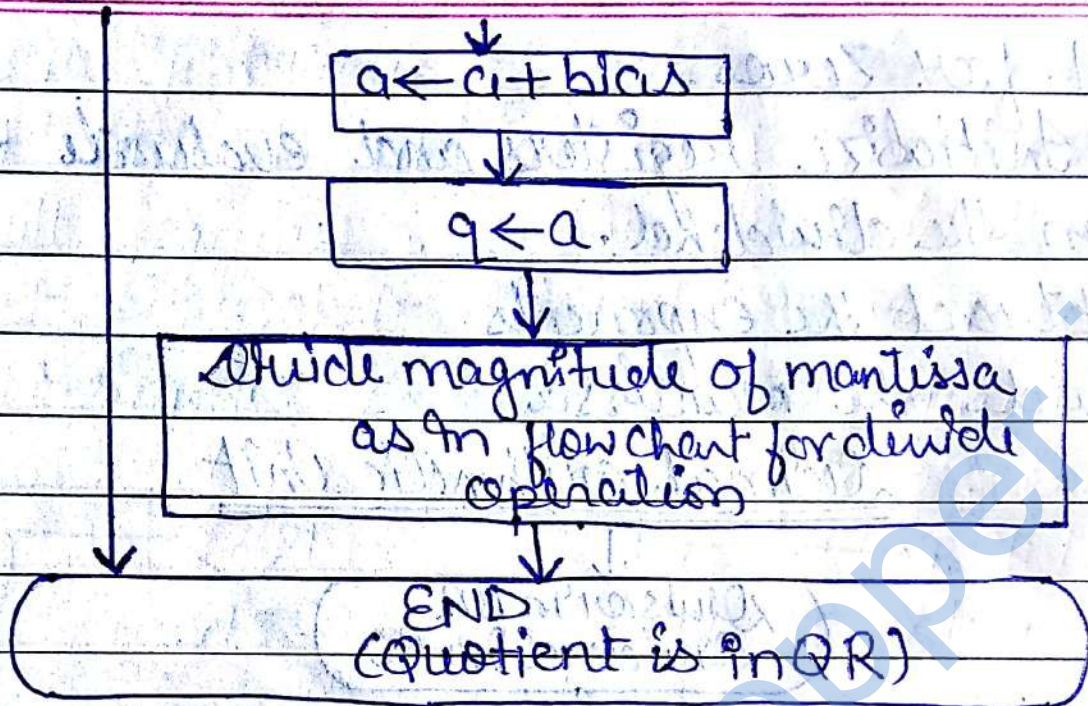 a ← a + bias
q ← a.
Divide magnitude of mantissa
as in flowchart for divide
operation
END
(Quotient is in QR)